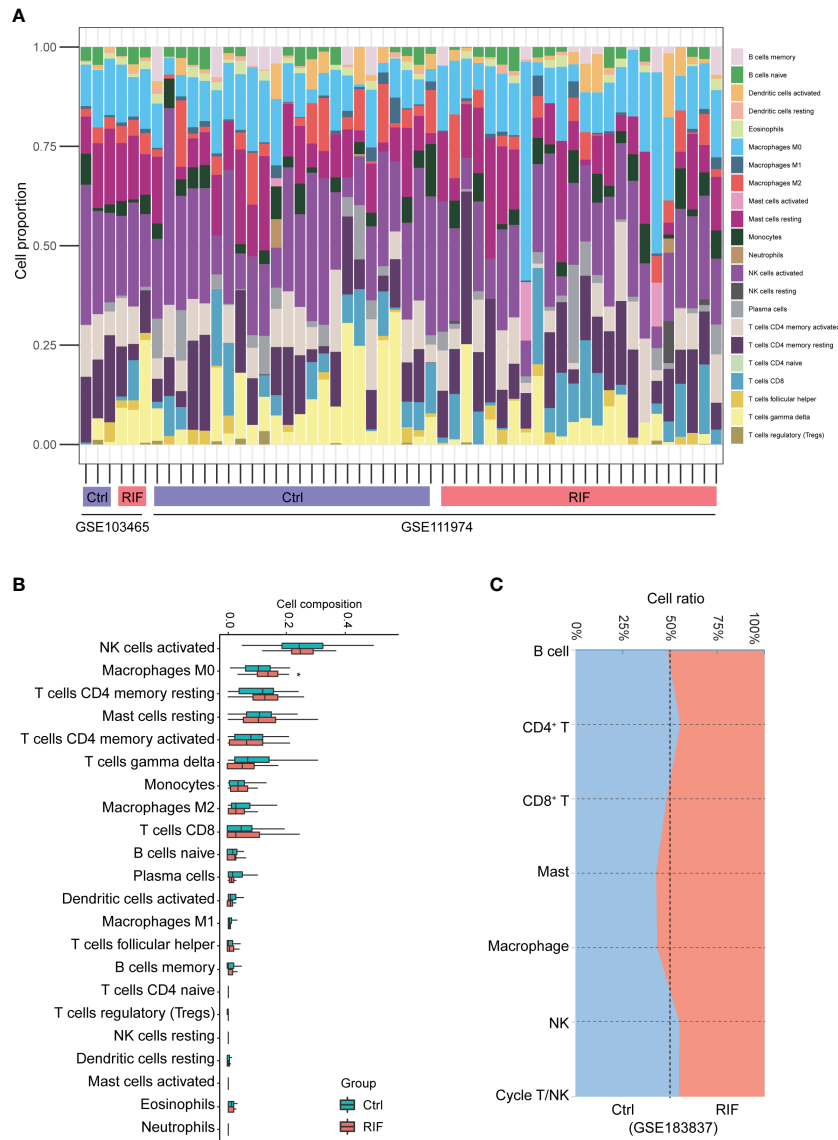 A
Cell proportion
1.00
0.75
0.50
0.25
0.00
B cells memory
B cells naive
Dendritic cells activated
Dendritic cells resting
Eosinophils
Macrophages M0
Macrophages M1
Macrophages M2
Mast cells activated
Mast cells resting
Monocytes
Neutrophils
NK cells activated
NK cells resting
Plasma cells
T cells CD4 memory activated
T cells CD4 memory resting
T cells CD4 naive
T cells CD8
T cells follicular helper
T cells gamma delta
T cells regulatory (Tregs)
Ctrl RIF Ctrl RIF
GSE103465 GSE111974
B
Cell composition
0.0 0.2 0.4
NK cells activated
Macrophages M0
*
T cells CD4 memory resting
Mast cells resting
T cells CD4 memory activated
T cells gamma delta
Monocytes
Macrophages M2
T cells CD8
B cells naive
Plasma cells
Dendritic cells activated
Macrophages M1
T cells follicular helper
B cells memory
T cells CD4 naive
T cells regulatory (Tregs)
NK cells resting
Dendritic cells resting
Mast cells activated
Eosinophils
Neutrophils
Group
Ctrl
RIF
C
Cell ratio
0% 25% 50% 75% 100%
B cell
CD4⁺ T
CD8⁺ T
Mast
Macrophage
NK
Cycle T/NK
Ctrl RIF
(GSE183837)